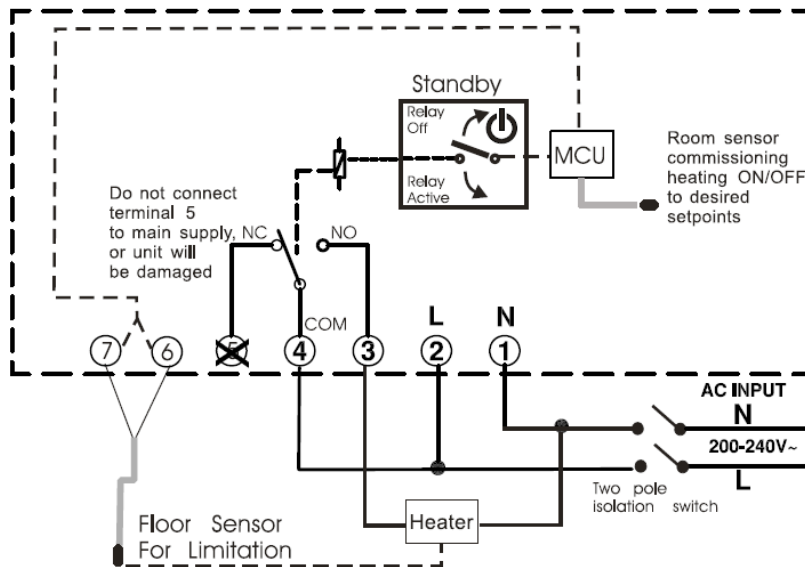 Standby
Relay
Off
Relay
Active
MCU
Room sensor
commissioning
heating ON/OFF
to desired
setpoints
Do not connect
terminal 5
to main supply,
or unit will
be damaged
NC
NO
COM
L
N
7
6
5
4
3
2
1
AC INPUT
N
200-240V~
L
Two pole
isolation switch
Heater
Floor Sensor
For Limitation